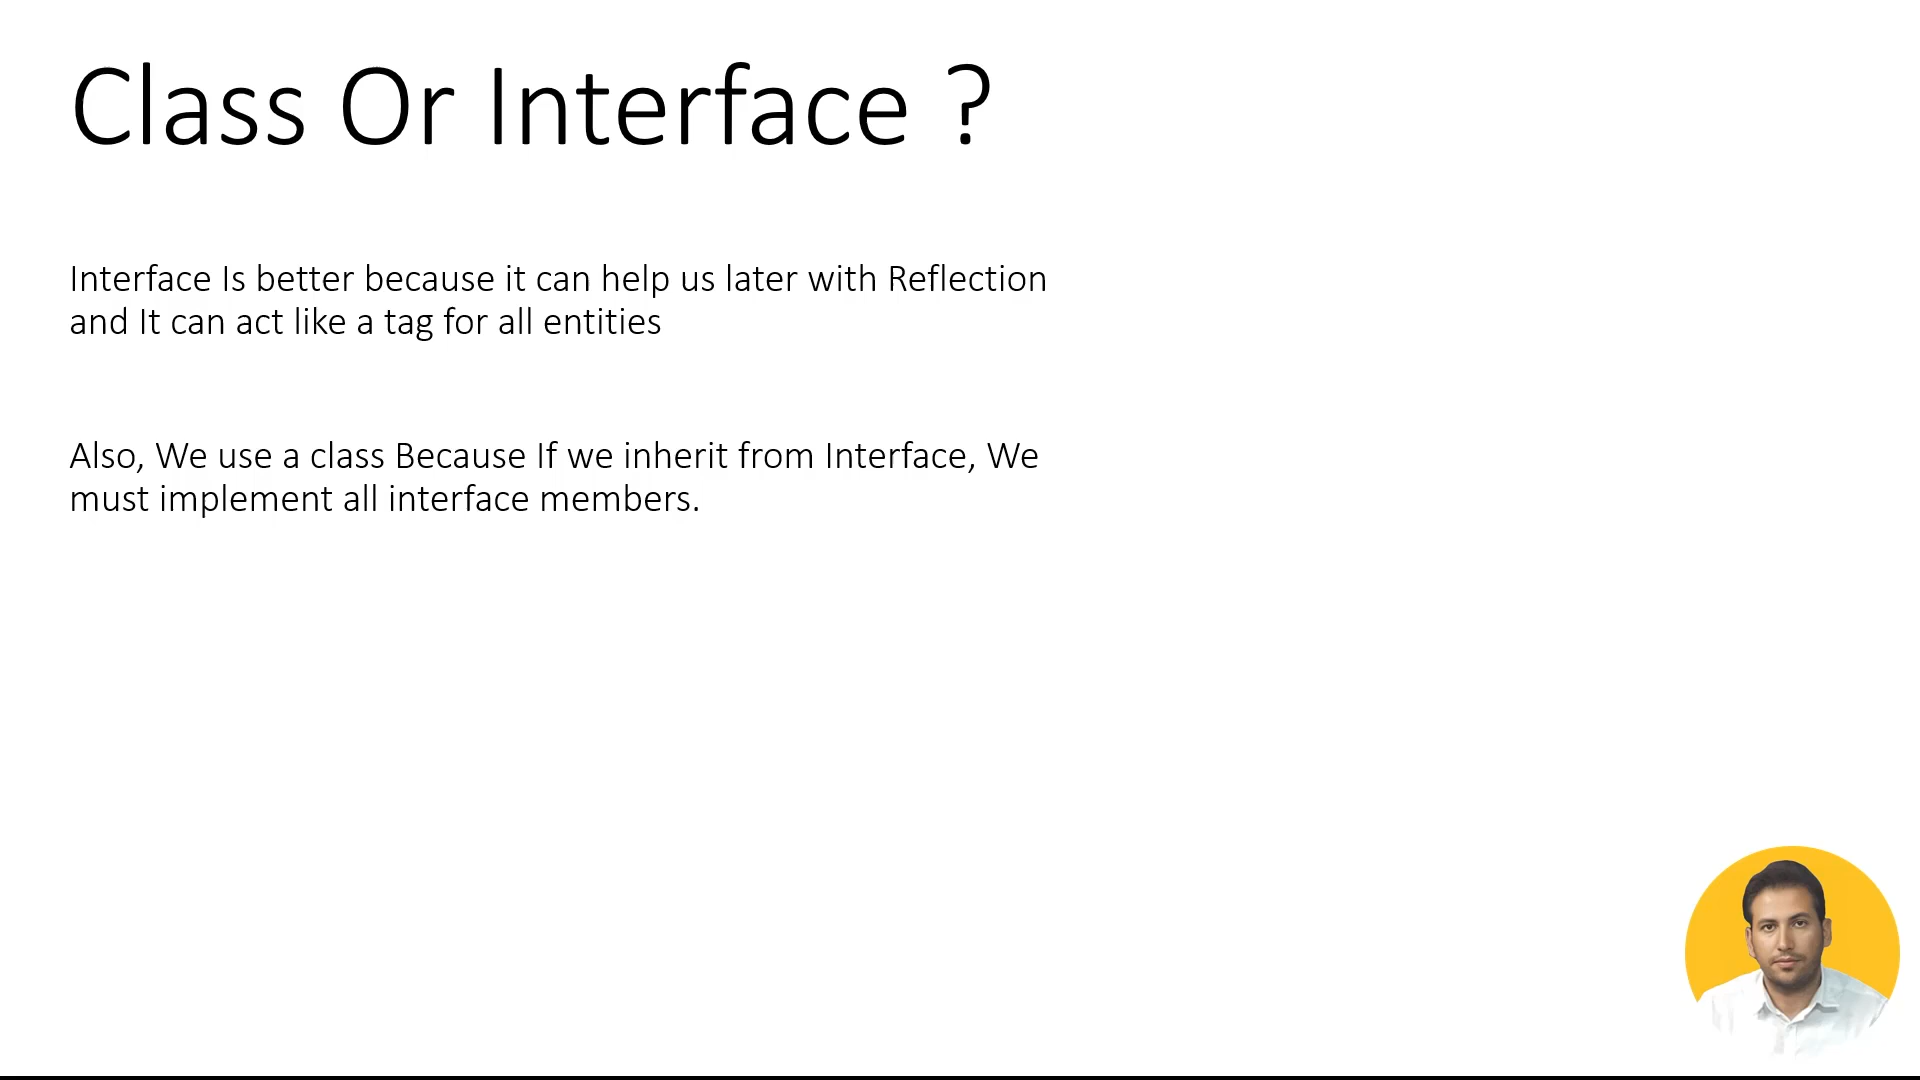 Class Or Interface ?
Interface Is better because it can help us later with Reflection
and It can act like a tag for all entities
Also, We use a class Because If we inherit from Interface, We
must implement all interface members.